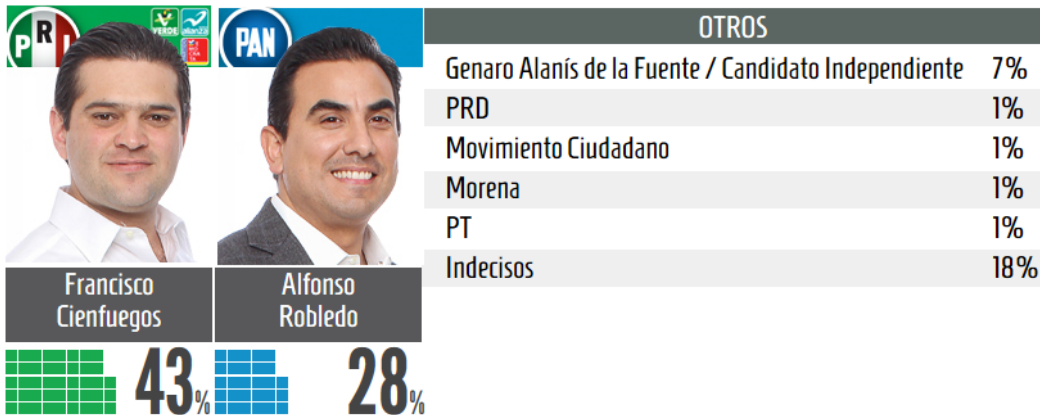 PRI
VERDE
alianza
PAN
Francisco
Cienfuegos
43%
Alfonso
Robledo
28%
OTROS
Genaro Alanís de la Fuente / Candidato Independiente 7%
PRD 1%
Movimiento Ciudadano 1%
Morena 1%
PT 1%
Indecisos 18%